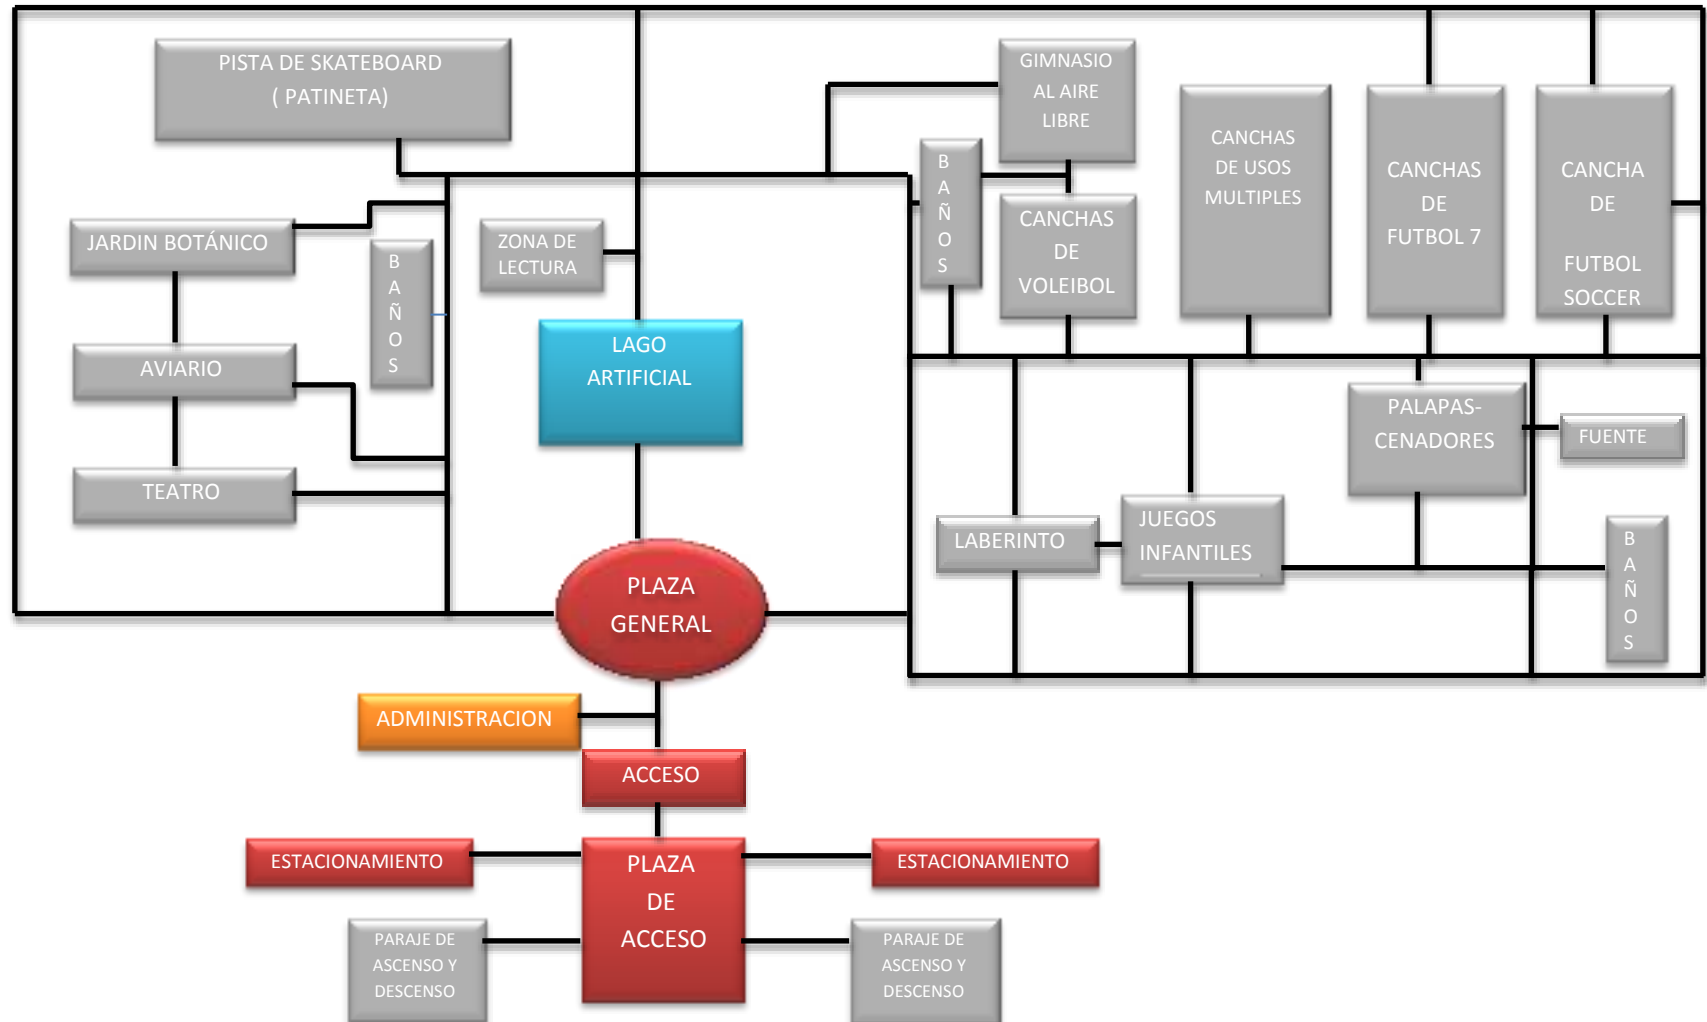 PISTA DE SKATEBOARD
( PATINETA)
GIMNASIO
AL AIRE
LIBRE
CANCHAS
DE USOS
MULTIPLES
CANCHAS
DE
FUTBOL 7
CANCHA
DE
FUTBOL
SOCCER
B
A
Ñ
O
S
CANCHAS
DE
VOLEIBOL
JARDIN BOTÁNICO
B
A
Ñ
O
S
ZONA DE
LECTURA
LAGO
ARTIFICIAL
AVIARIO
TEATRO
PALAPAS-
CENADORES
FUENTE
LABERINTO
JUEGOS
INFANTILES
B
A
Ñ
O
S
PLAZA
GENERAL
ADMINISTRACION
ACCESO
ESTACIONAMIENTO
PLAZA
DE
ACCESO
ESTACIONAMIENTO
PARAJE DE
ASCENSO Y
DESCENSO
PARAJE DE
ASCENSO Y
DESCENSO